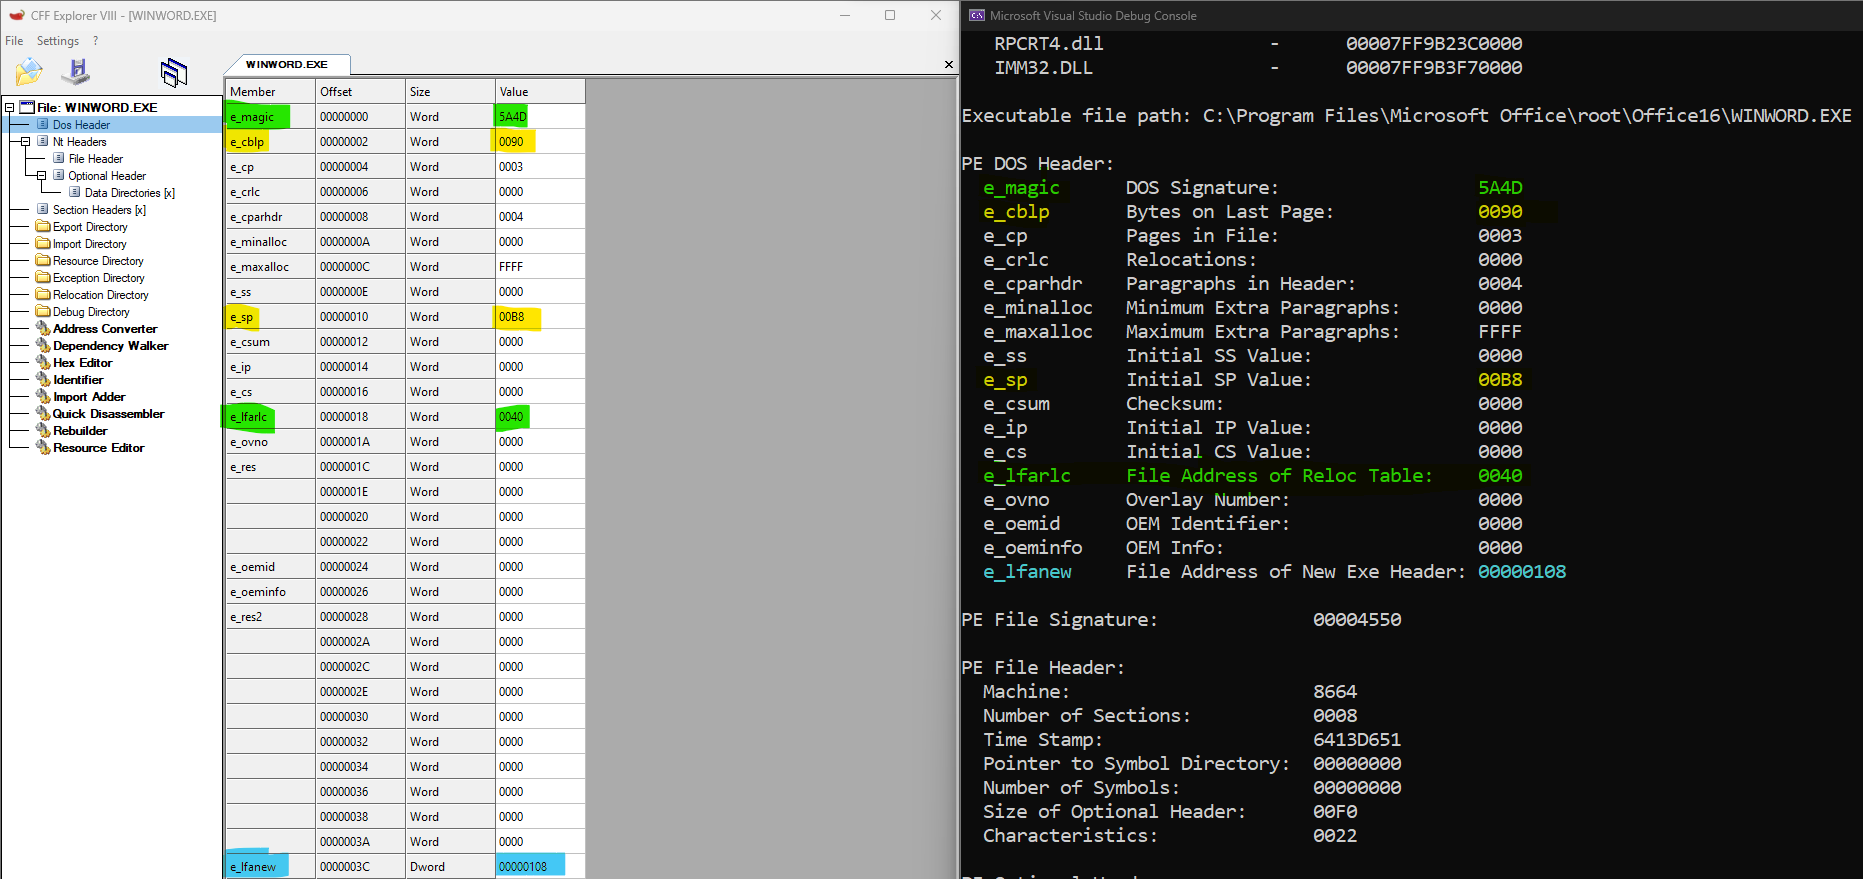 CFF Explorer VIII - [WINWORD.EXE]
File Settings ?
WINWORD.EXE
File: WINWORD.EXE
Dos Header
Nt Headers
File Header
Optional Header
Data Directories [x]
Section Headers [x]
Export Directory
Import Directory
Resource Directory
Exception Directory
Relocation Directory
Debug Directory
Address Converter
Dependency Walker
Hex Editor
Identifier
Import Adder
Quick Disassembler
Rebuilder
Resource Editor
Member Offset Size Value
e_magic 00000000 Word 5A4D
e_cblp 00000002 Word 0090
e_cp 00000004 Word 0003
e_crlc 00000006 Word 0000
e_cparhdr 00000008 Word 0004
e_minalloc 0000000A Word 0000
e_maxalloc 0000000C Word FFFF
e_ss 0000000E Word 0000
e_sp 00000010 Word 00B8
e_csum 00000012 Word 0000
e_ip 00000014 Word 0000
e_cs 00000016 Word 0000
e_lfarlc 00000018 Word 0040
e_ovno 0000001A Word 0000
e_res 0000001C Word 0000
0000001E Word 0000
00000020 Word 0000
00000022 Word 0000
e_oemid 00000024 Word 0000
e_oeminfo 00000026 Word 0000
e_res2 00000028 Word 0000
0000002A Word 0000
0000002C Word 0000
0000002E Word 0000
00000030 Word 0000
00000032 Word 0000
00000034 Word 0000
00000036 Word 0000
00000038 Word 0000
0000003A Word 0000
e_lfanew 0000003C Dword 00000108
Microsoft Visual Studio Debug Console
RPCRT4.dll - 00007FF9B23C0000
IMM32.DLL - 00007FF9B3F70000
Executable file path: C:\Program Files\Microsoft Office\root\Office16\WINWORD.EXE
PE DOS Header:
e_magic DOS Signature: 5A4D
e_cblp Bytes on Last Page: 0090
e_cp Pages in File: 0003
e_crlc Relocations: 0000
e_cparhdr Paragraphs in Header: 0004
e_minalloc Minimum Extra Paragraphs: 0000
e_maxalloc Maximum Extra Paragraphs: FFFF
e_ss Initial SS Value: 0000
e_sp Initial SP Value: 00B8
e_csum Checksum: 0000
e_ip Initial IP Value: 0000
e_cs Initial CS Value: 0000
e_lfarlc File Address of Reloc Table: 0040
e_ovno Overlay Number: 0000
e_oemid OEM Identifier: 0000
e_oeminfo OEM Info: 0000
e_lfanew File Address of New Exe Header: 00000108
PE File Signature: 00004550
PE File Header:
Machine: 8664
Number of Sections: 0008
Time Stamp: 6413D651
Pointer to Symbol Directory: 00000000
Number of Symbols: 00000000
Size of Optional Header: 00F0
Characteristics: 0022